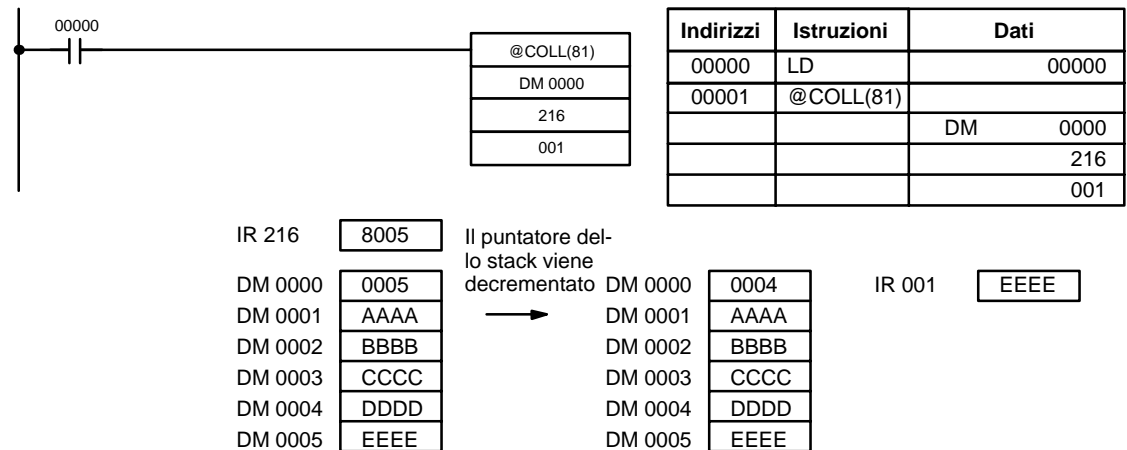 00000
@COLL(81)
DM 0000
216
001
Indirizzi Istruzioni Dati
00000 LD 00000
00001 @COLL(81)
DM 0000
216
001
IR 216 8005
Il puntatore del-
lo stack viene
decrementato
DM 0000 0005 DM 0000 0004 IR 001 EEEE
DM 0001 AAAA DM 0001 AAAA
DM 0002 BBBB DM 0002 BBBB
DM 0003 CCCC DM 0003 CCCC
DM 0004 DDDD DM 0004 DDDD
DM 0005 EEEE DM 0005 EEEE